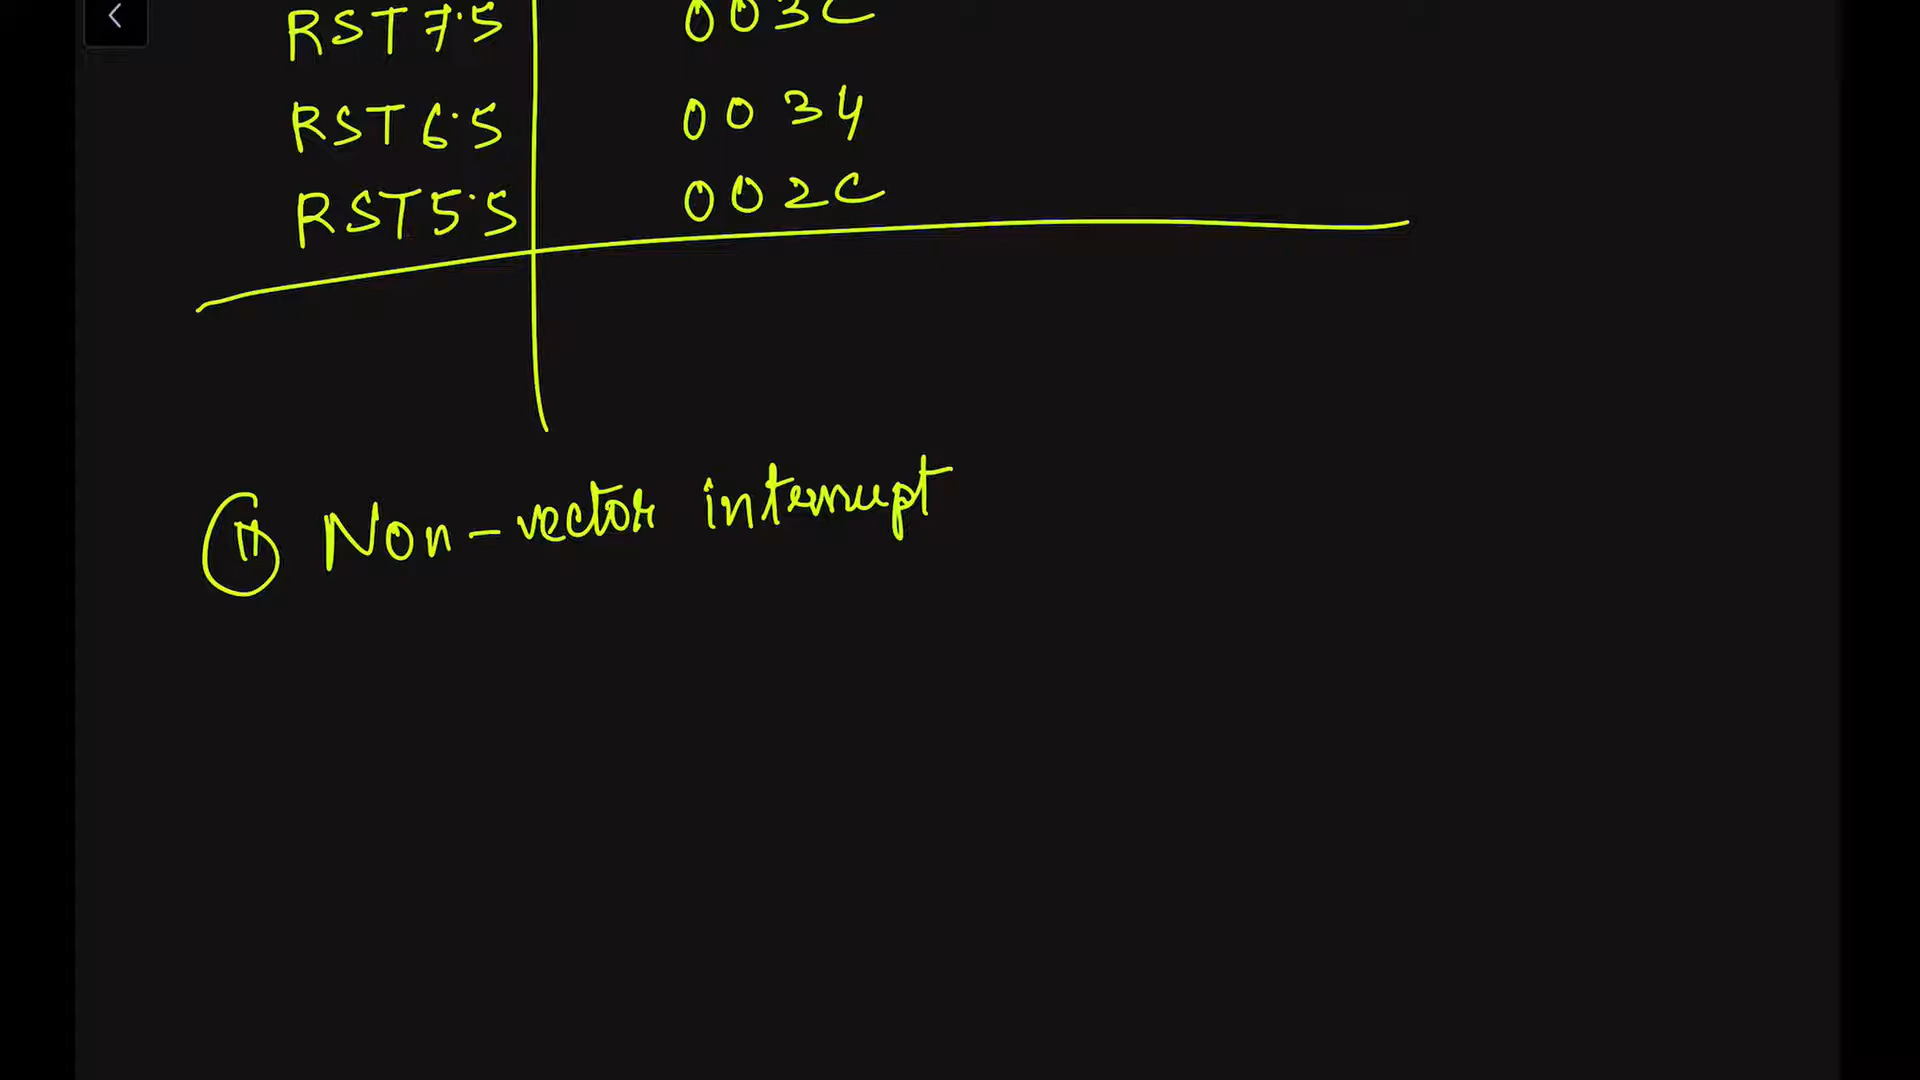 RST 7.5 003C
RST 6.5 0034
RST 5.5 002C
ii Non-vector interrupt